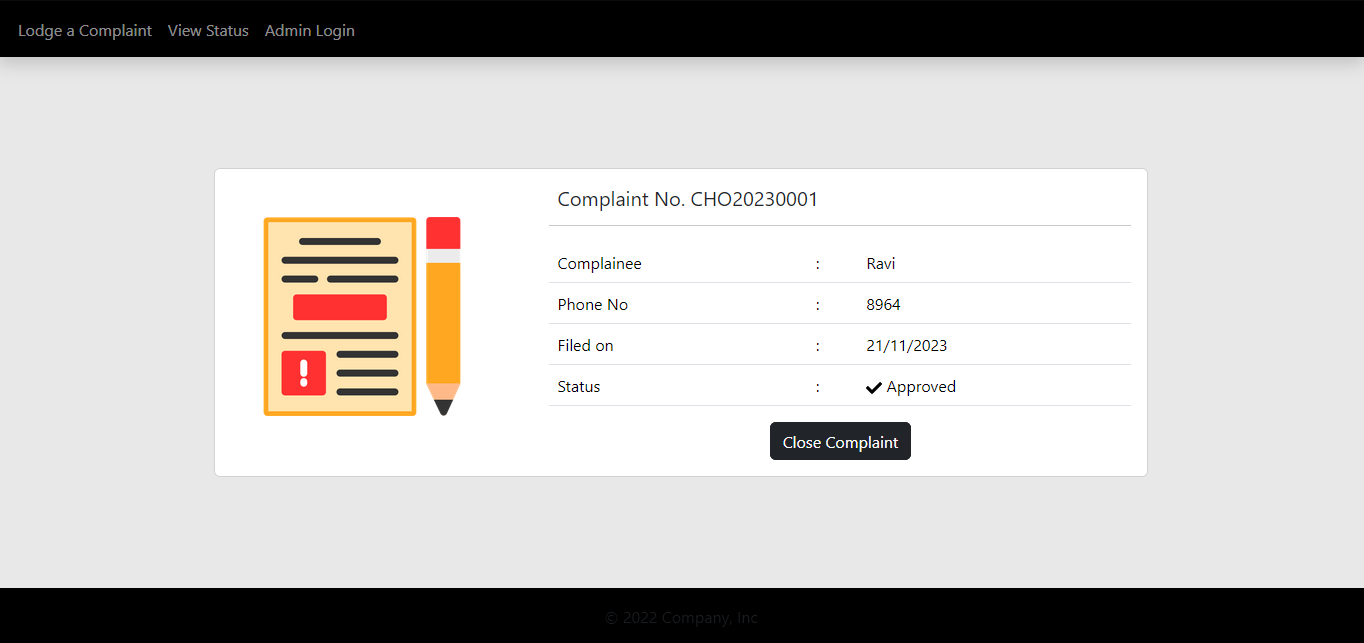 Lodge a Complaint View Status Admin Login
Complaint No. CHO20230001
Complainee : Ravi
Phone No : 8964
Filed on : 21/11/2023
Status : Approved
Close Complaint
© 2022 Company, Inc